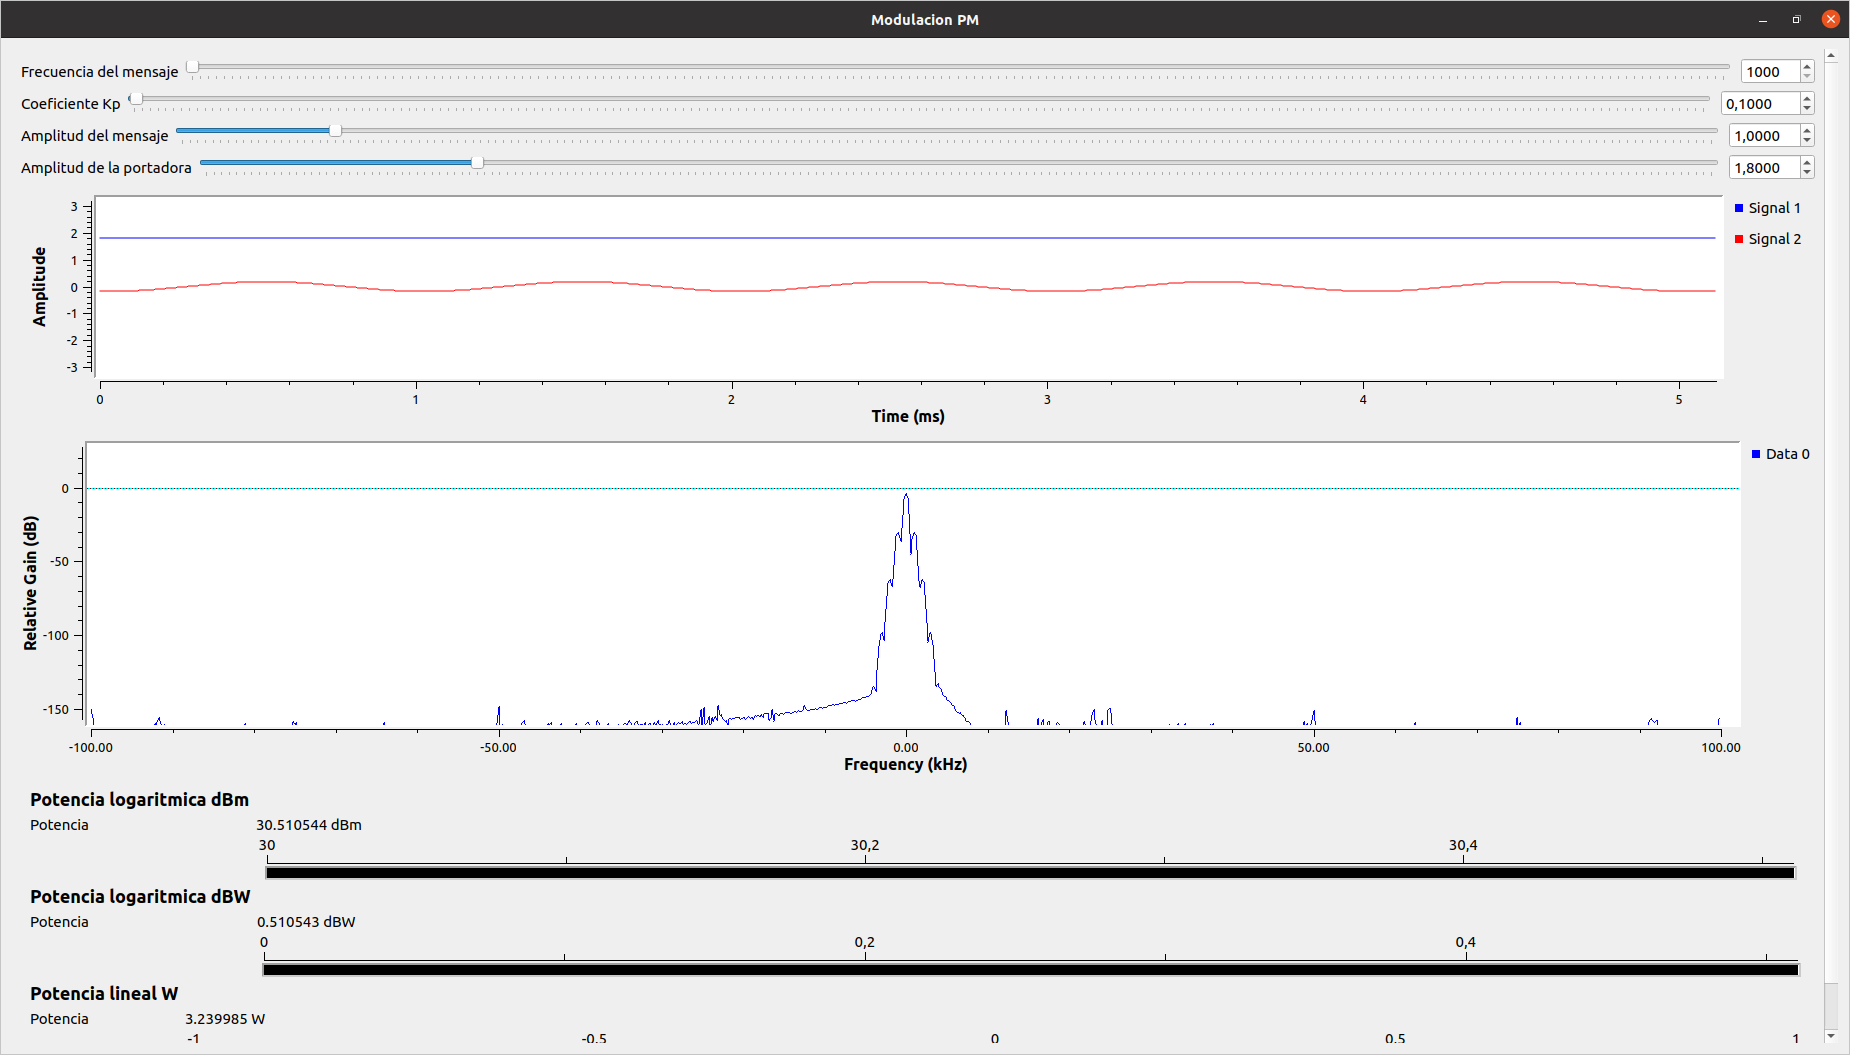 Modulacion PM
Frecuencia del mensaje 1000
Coeficiente Kp 0,1000
Amplitud del mensaje 1,0000
Amplitud de la portadora 1,8000
3
2
1
0
-1
-2
-3
Amplitude
Signal 1
Signal 2
0 1 2 3 4 5
Time (ms)
0
-50
-100
-150
Relative Gain (dB)
Data 0
-100.00 -50.00 0.00 50.00 100.00
Frequency (kHz)
Potencia logaritmica dBm
Potencia 30.510544 dBm
30 30,2 30,4
Potencia logaritmica dBW
Potencia 0.510543 dBW
0 0,2 0,4
Potencia lineal W
Potencia 3.239985 W
-1 -0.5 0 0.5 1